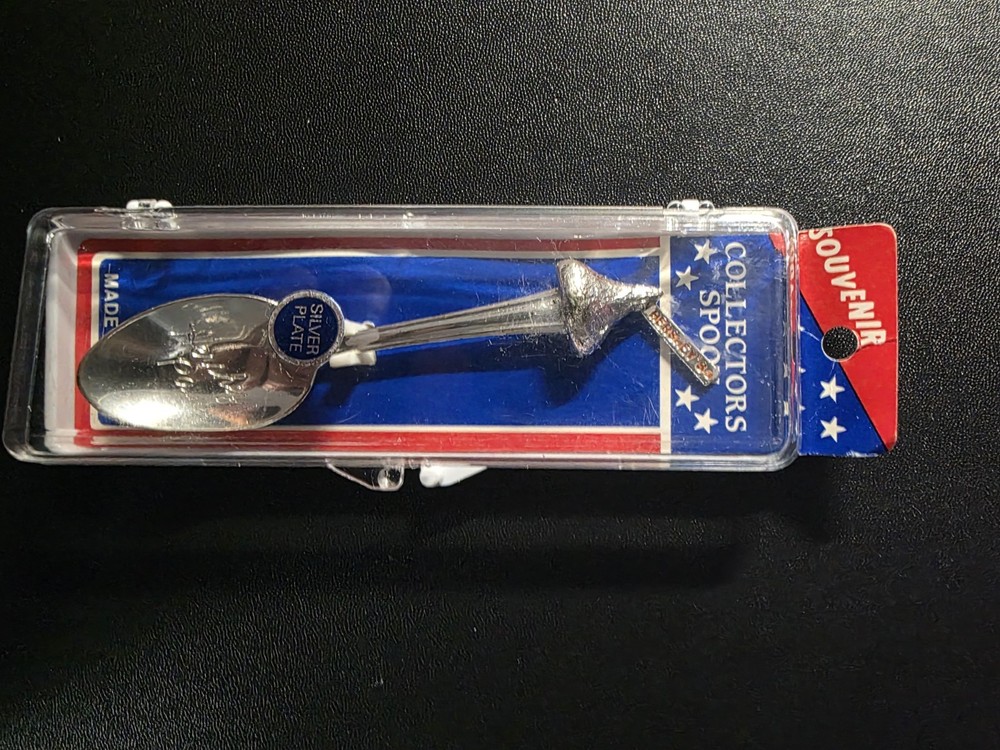 SOUVENIR
COLLECTORS
SPOON
SILVER
PLATE
MADE